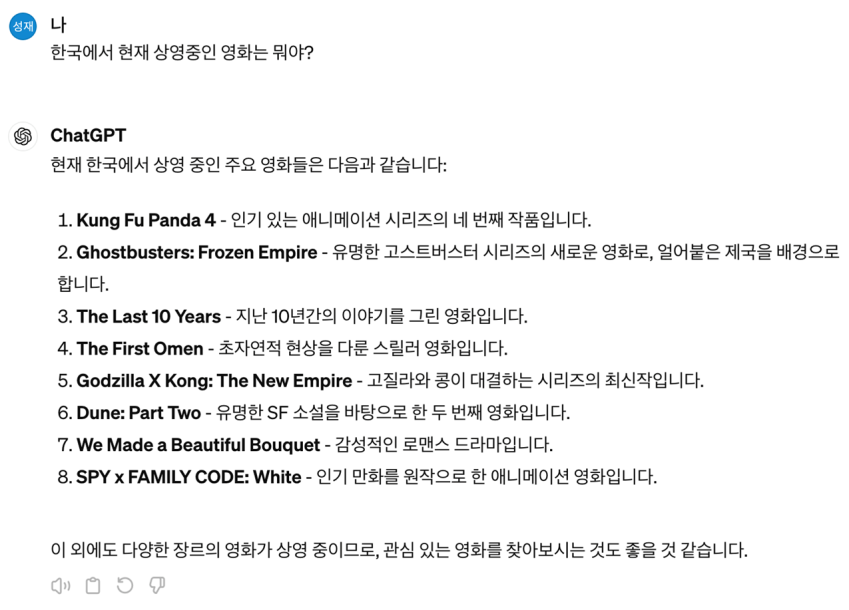 성재 나
한국에서 현재 상영중인 영화는 뭐야?
ChatGPT
현재 한국에서 상영 중인 주요 영화들은 다음과 같습니다:
1. Kung Fu Panda 4 - 인기 있는 애니메이션 시리즈의 네 번째 작품입니다.
2. Ghostbusters: Frozen Empire - 유명한 고스트버스터 시리즈의 새로운 영화로, 얼어붙은 제국을 배경으로
합니다.
3. The Last 10 Years - 지난 10년간의 이야기를 그린 영화입니다.
4. The First Omen - 초자연적 현상을 다룬 스릴러 영화입니다.
5. Godzilla X Kong: The New Empire - 고질라와 콩이 대결하는 시리즈의 최신작입니다.
6. Dune: Part Two - 유명한 SF 소설을 바탕으로 한 두 번째 영화입니다.
7. We Made a Beautiful Bouquet - 감성적인 로맨스 드라마입니다.
8. SPY x FAMILY CODE: White - 인기 만화를 원작으로 한 애니메이션 영화입니다.
이 외에도 다양한 장르의 영화가 상영 중이므로, 관심 있는 영화를 찾아보시는 것도 좋을 것 같습니다.